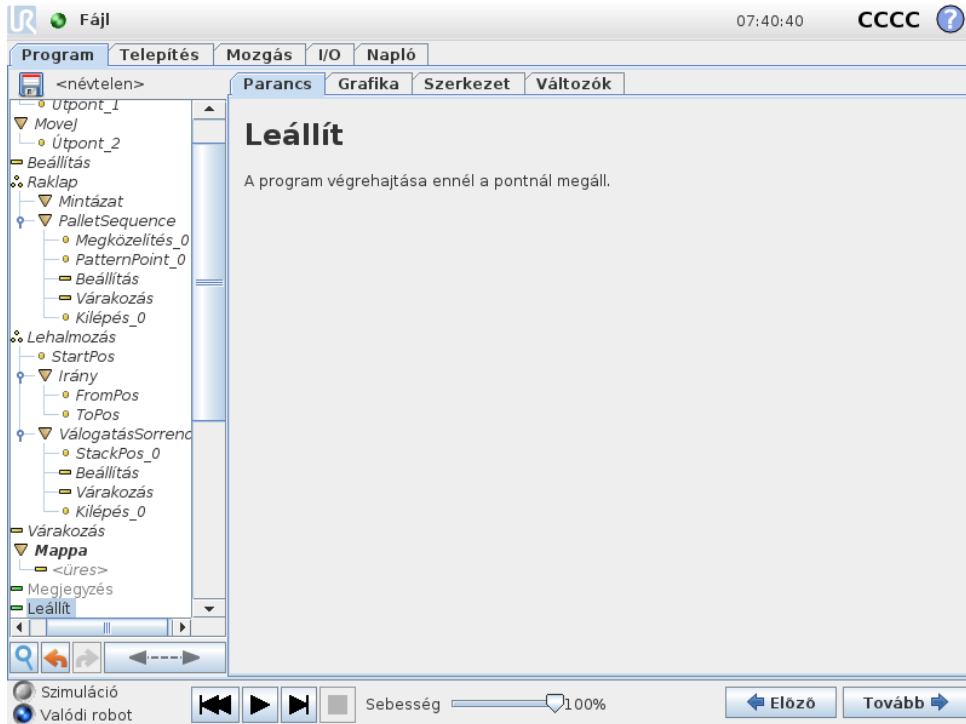 Fájl
07:40:40
CCCC
?
Program Telepítés Mozgás I/O Napló
<névtelen>
Parancs Grafika Szerkezet Változók
Útpont_1
MoveJ
Útpont_2
Beállítás
Raklap
Mintázat
PalletSequence
Megközelítés_0
PatternPoint_0
Beállítás
Várakozás
Kilépés_0
Lehalmozás
StartPos
Irány
FromPos
ToPos
VálogatásSorrend
StackPos_0
Beállítás
Várakozás
Kilépés_0
Várakozás
Mappa
<üres>
Megjegyzés
Leállít
Leállít
A program végrehajtása ennél a pontnál megáll.
Szimuláció
Valódi robot
Sebesség 100%
Előző
Tovább